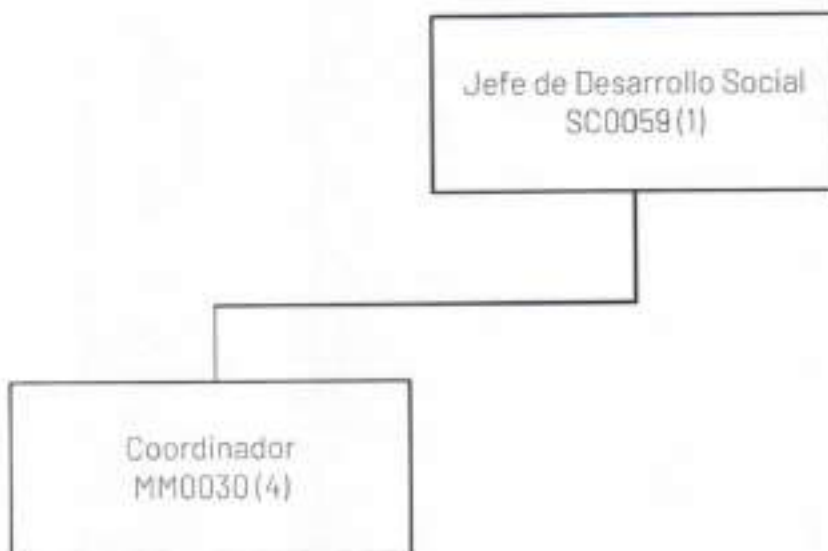 Jefe de Desarrollo Social
SC0059 (1)
Coordinador
MM0030 (4)